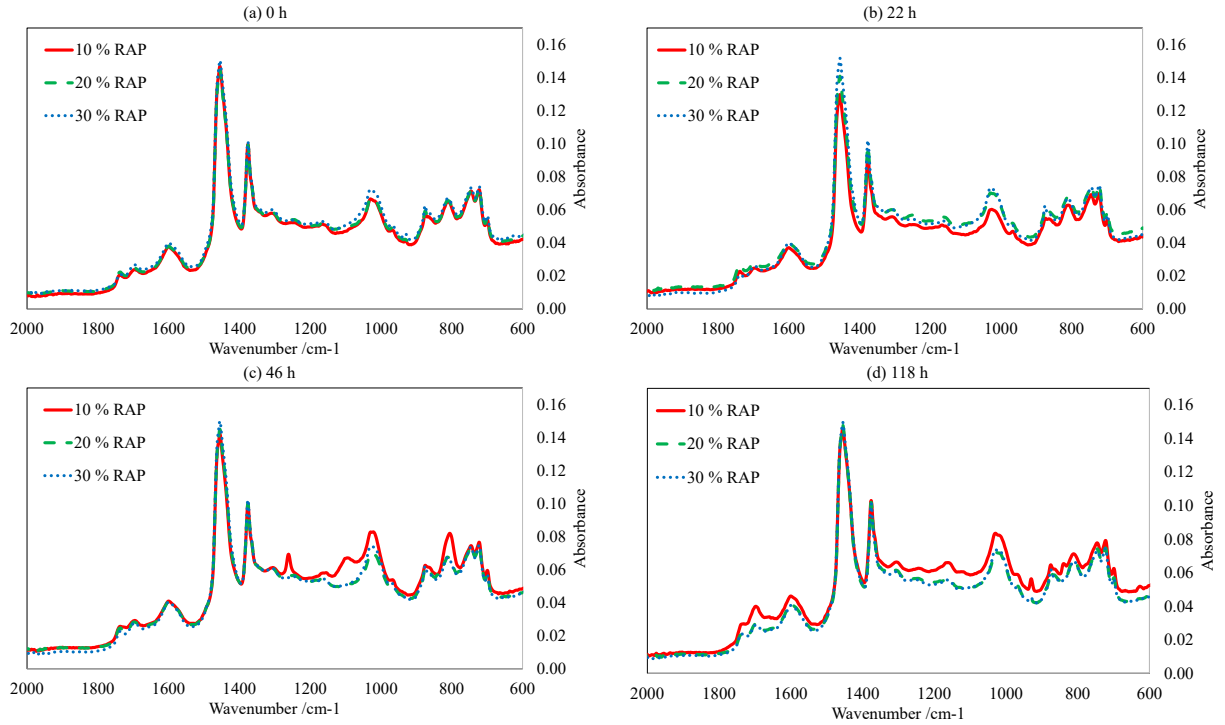 (a) 0 h
10 % RAP
20 % RAP
30 % RAP
0.16
0.14
0.12
0.10
0.08
0.06
0.04
0.02
0.00
Absorbance
2000 1800 1600 1400 1200 1000 800 600
Wavenumber /cm-1
(b) 22 h
10 % RAP
20 % RAP
30 % RAP
0.16
0.14
0.12
0.10
0.08
0.06
0.04
0.02
0.00
Absorbance
2000 1800 1600 1400 1200 1000 800 600
Wavenumber /cm-1
(c) 46 h
10 % RAP
20 % RAP
30 % RAP
0.16
0.14
0.12
0.10
0.08
0.06
0.04
0.02
0.00
Absorbance
2000 1800 1600 1400 1200 1000 800 600
Wavenumber /cm-1
(d) 118 h
10 % RAP
20 % RAP
30 % RAP
0.16
0.14
0.12
0.10
0.08
0.06
0.04
0.02
0.00
Absorbance
2000 1800 1600 1400 1200 1000 800 600
Wavenumber /cm-1